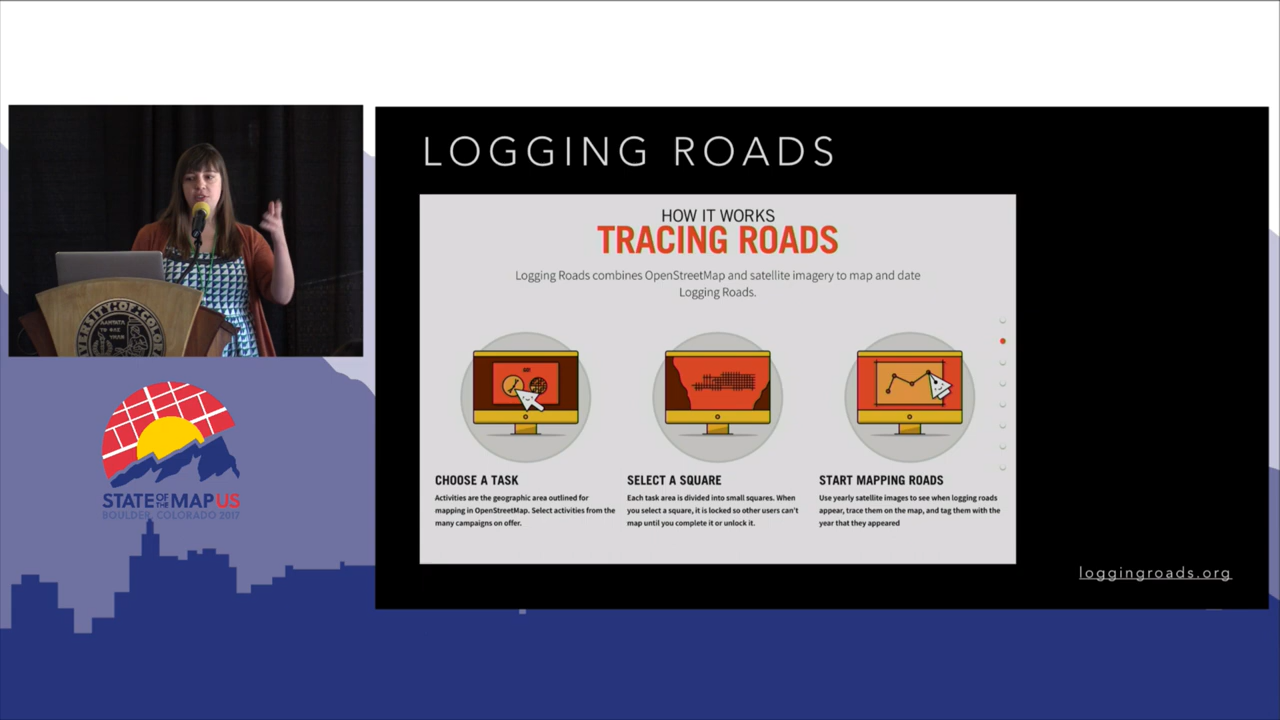 LOGGING ROADS
HOW IT WORKS
TRACING ROADS
Logging Roads combines OpenStreetMap and satellite imagery to map and date
Logging Roads.
CHOOSE A TASK
Activities are the geographic area outlined for
mapping in OpenStreetMap. Select activities from the
many campaigns on offer.
SELECT A SQUARE
Each task area is divided into small squares. When
you select a square, it is locked so other users can't
map until you complete it or unlock it.
START MAPPING ROADS
Use yearly satellite images to see when logging roads
appear, trace them on the map, and tag them with the
year that they appeared
loggingroads.org
STATE OF THE MAP US
BOULDER, COLORADO 2017